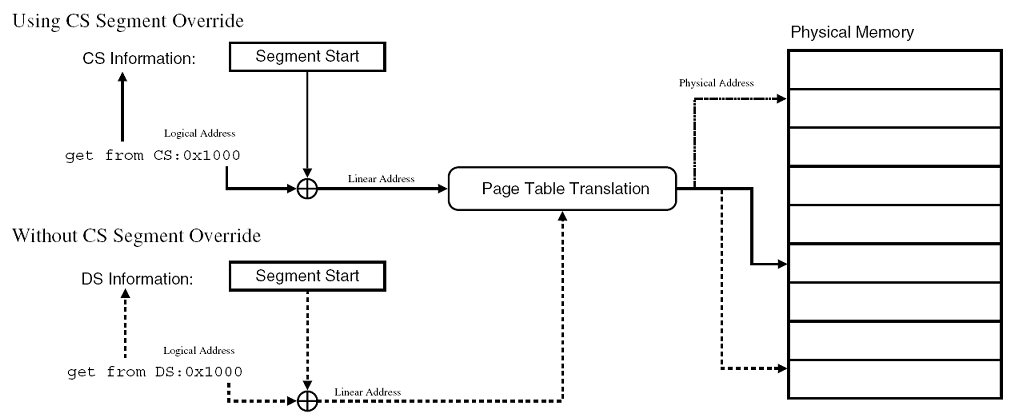 Using CS Segment Override
CS Information:
Segment Start
Logical Address
get from CS:0x1000
Linear Address
Page Table Translation
Physical Address
Physical Memory
Without CS Segment Override
DS Information:
Segment Start
Logical Address
get from DS:0x1000
Linear Address